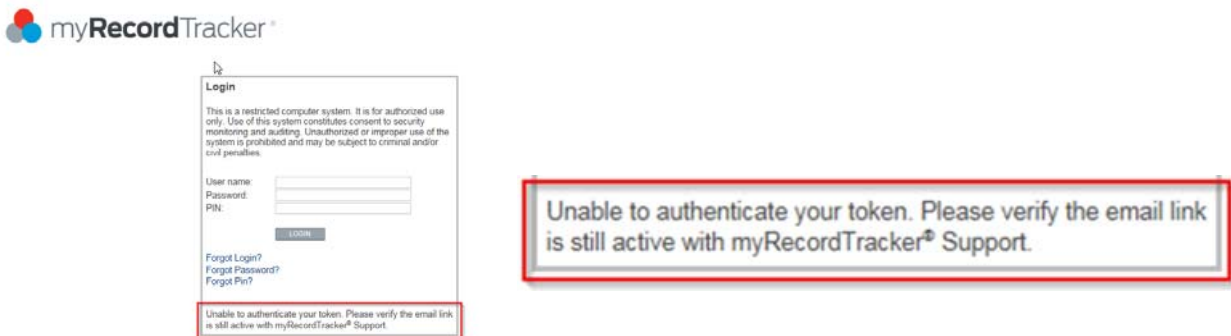 myRecordTracker®
Login
This is a restricted computer system. It is for authorized use
only. Use of this system constitutes consent to security
monitoring and auditing. Unauthorized or improper use of the
system is prohibited and may be subject to criminal and/or
civil penalties.
User name:
Password:
PIN:
LOGIN
Forgot Login?
Forgot Password?
Forgot Pin?
Unable to authenticate your token. Please verify the email link
is still active with myRecordTracker® Support.
Unable to authenticate your token. Please verify the email link
is still active with myRecordTracker® Support.